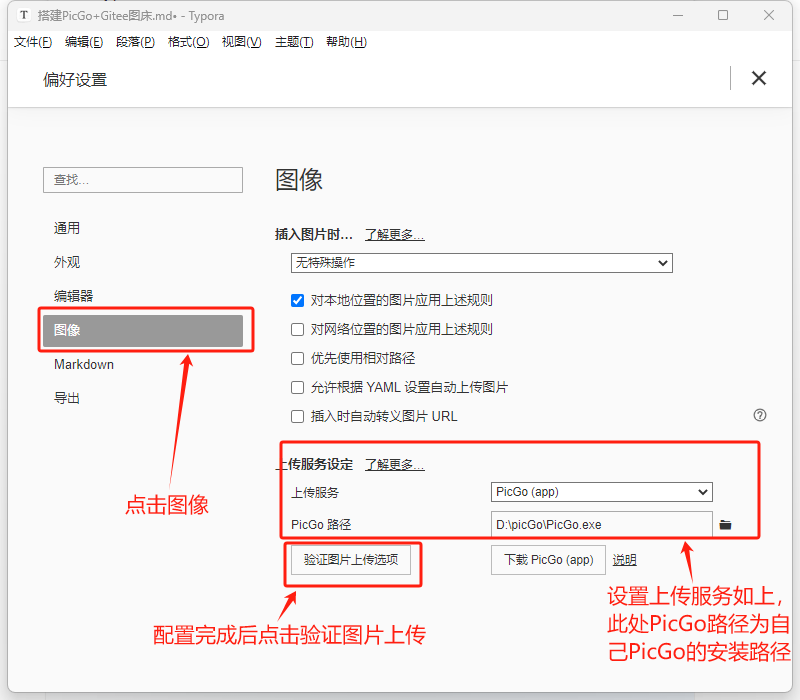 T 搭建PicGo+Gitee图床.md• - Typora
文件(F) 编辑(E) 段落(P) 格式(O) 视图(V) 主题(T) 帮助(H)
偏好设置
查找...
通用
外观
编辑器
图像
Markdown
导出
点击图像
图像
插入图片时... 了解更多...
无特殊操作
对本地位置的图片应用上述规则
对网络位置的图片应用上述规则
优先使用相对路径
允许根据 YAML 设置自动上传图片
插入时自动转义图片 URL
上传服务设定 了解更多...
上传服务 PicGo (app)
PicGo 路径 D:\picGo\PicGo.exe
验证图片上传选项 下载 PicGo (app) 说明
配置完成后点击验证图片上传
设置上传服务如上，
此处PicGo路径为自
己PicGo的安装路径